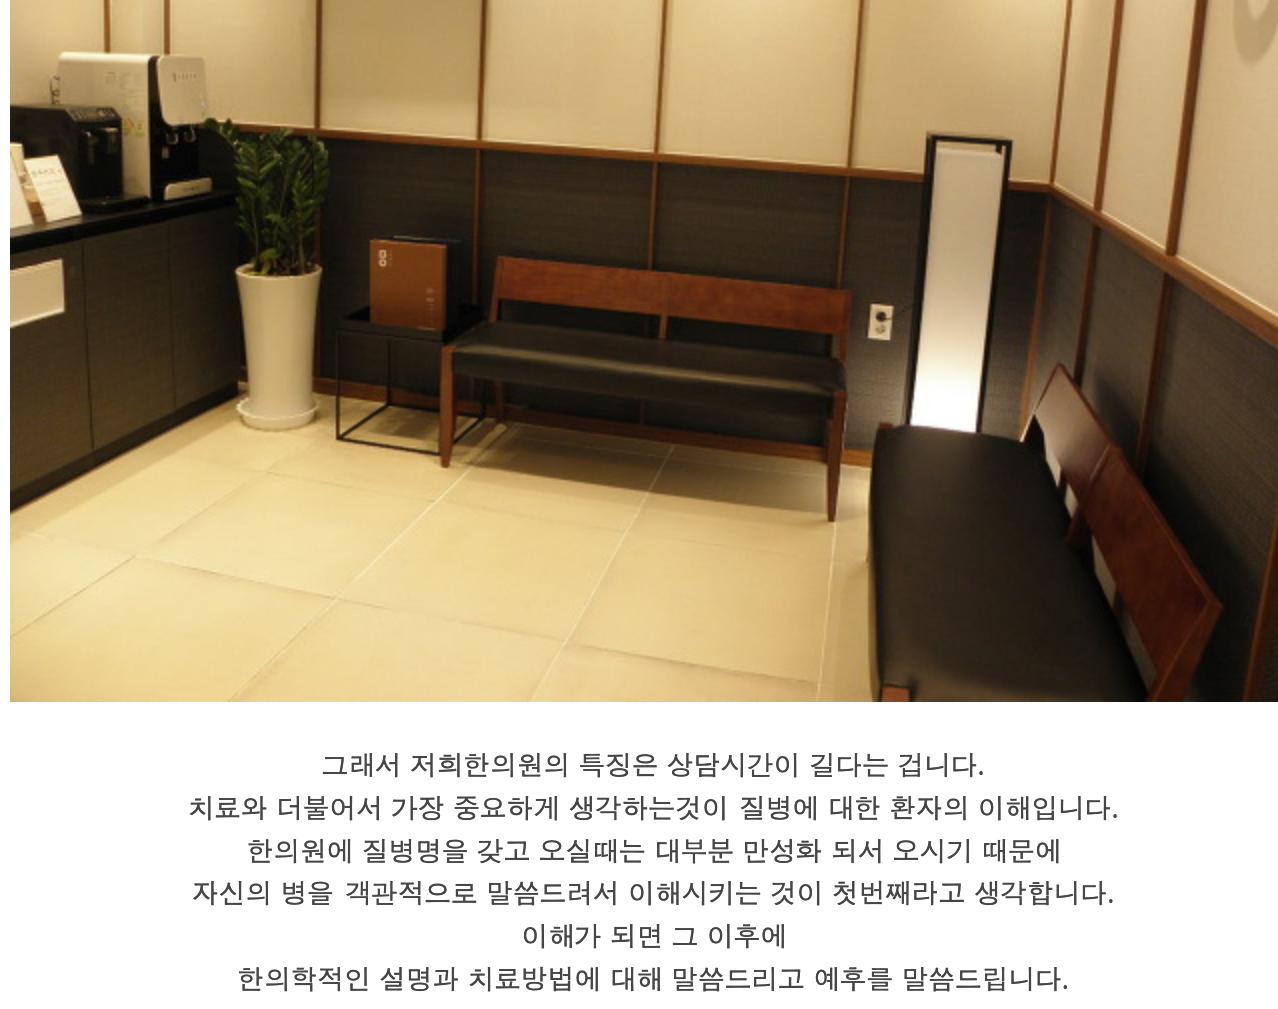 그래서 저희한의원의 특징은 상담시간이 길다는 겁니다.
치료와 더불어서 가장 중요하게 생각하는것이 질병에 대한 환자의 이해입니다.
한의원에 질병명을 갖고 오실때는 대부분 만성화 되서 오시기 때문에
자신의 병을 객관적으로 말씀드려서 이해시키는 것이 첫번째라고 생각합니다.
이해가 되면 그 이후에
한의학적인 설명과 치료방법에 대해 말씀드리고 예후를 말씀드립니다.